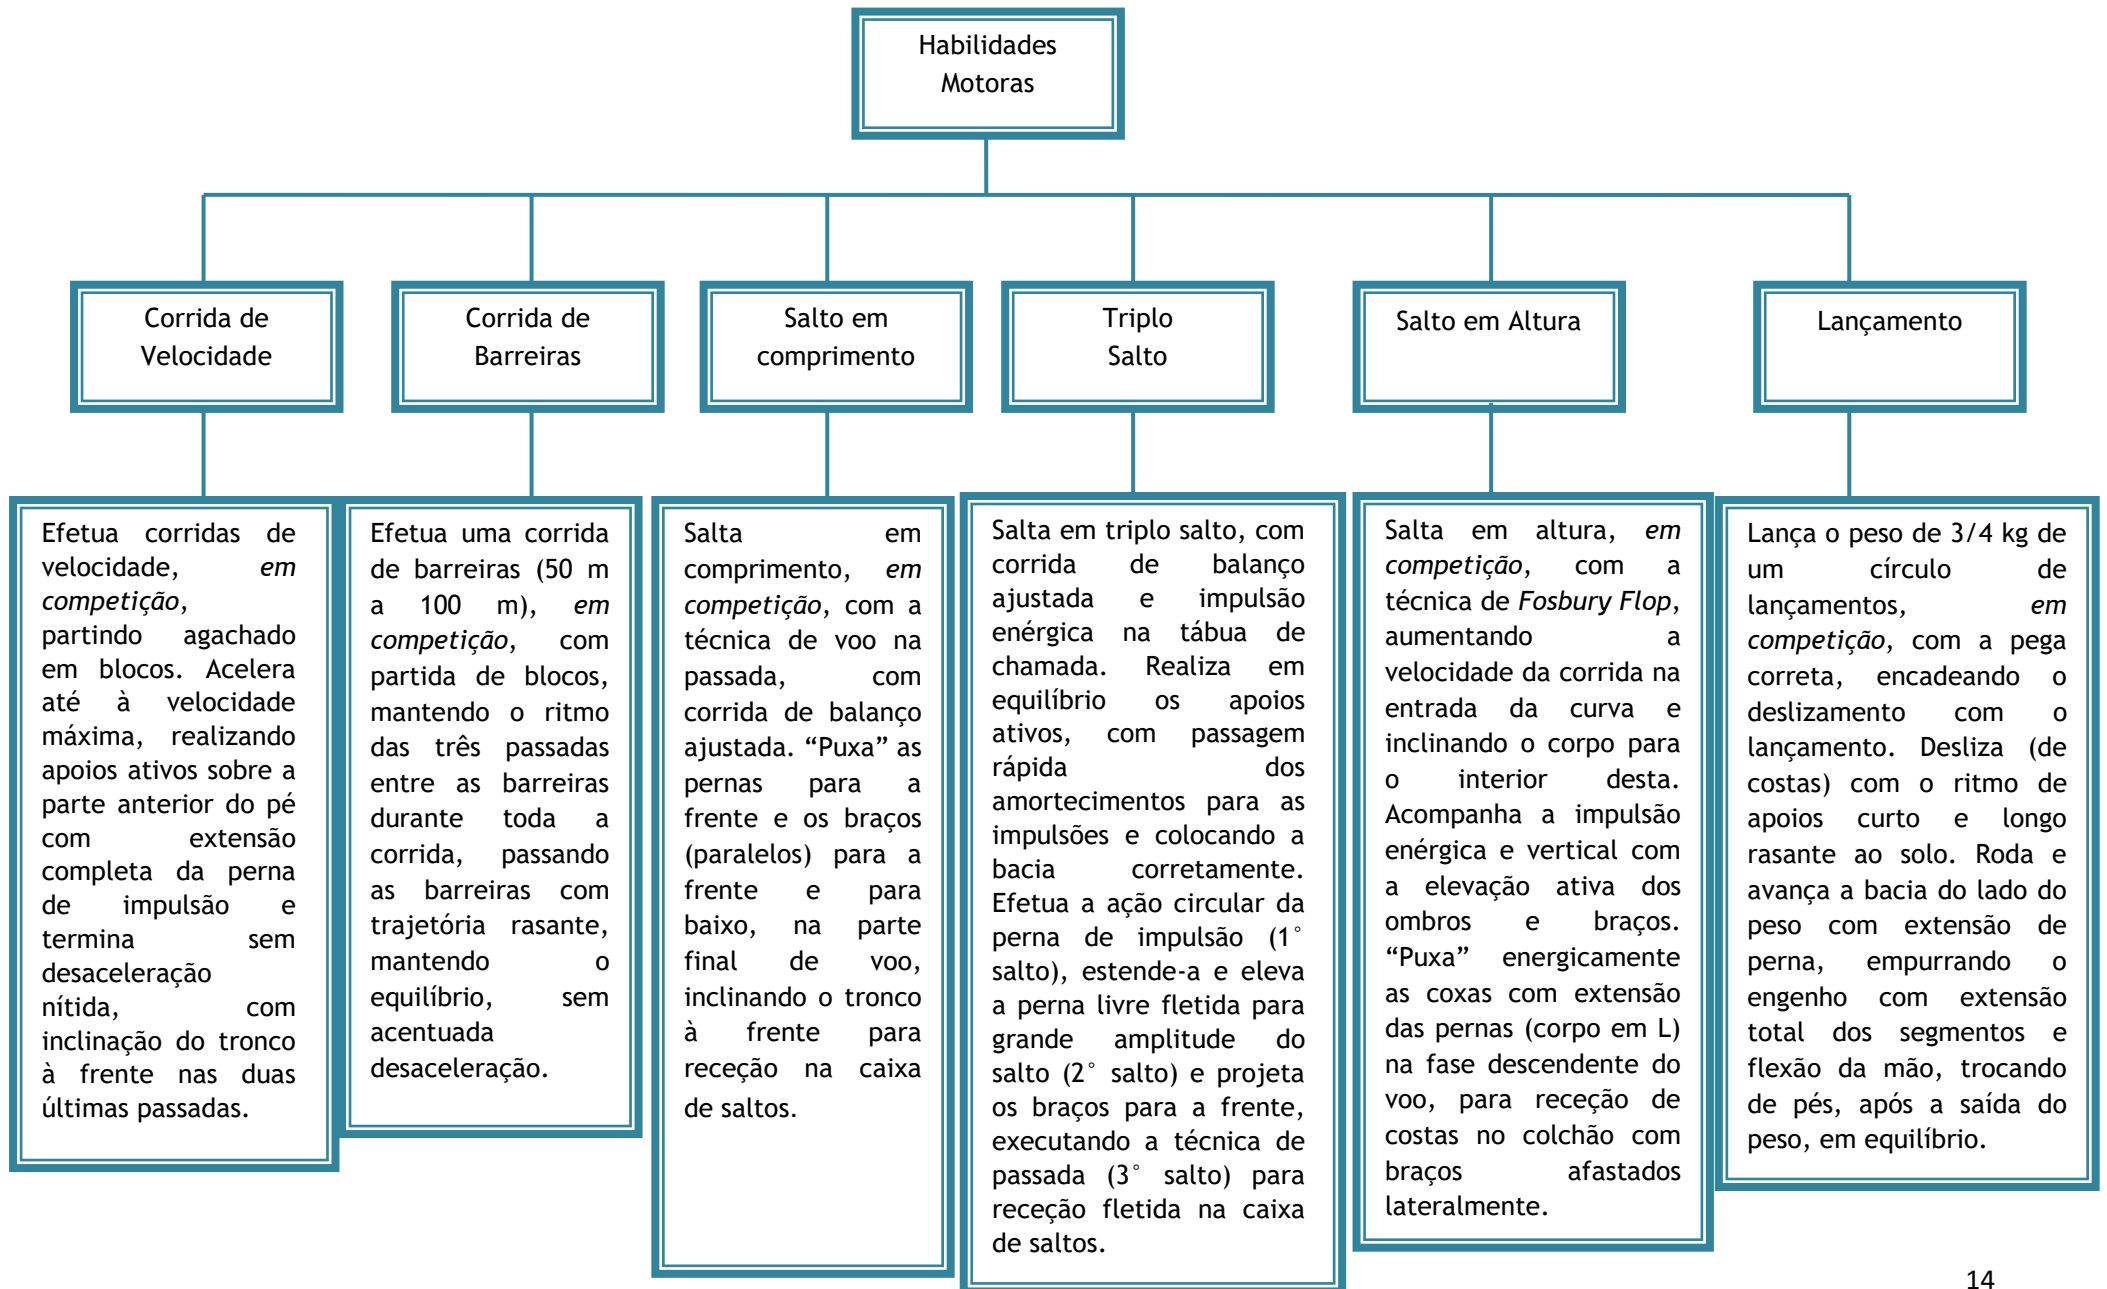 Habilidades
Motoras
Corrida de
Velocidade
Corrida de
Barreiras
Salto em
comprimento
Triplo
Salto
Salto em Altura
Lançamento
Efetua corridas de
velocidade, em
competição,
partindo agachado
em blocos. Acelera
até à velocidade
máxima, realizando
apoios ativos sobre a
parte anterior do pé
com extensão
completa da perna
de impulsão e
termina sem
desaceleração
nítida, com
inclinação do tronco
à frente nas duas
últimas passadas.
Efetua uma corrida
de barreiras (50 m
a 100 m), em
competição, com
partida de blocos,
mantendo o ritmo
das três passadas
entre as barreiras
durante toda a
corrida, passando
as barreiras com
trajetória rasante,
mantendo o
equilíbrio, sem
acentuada
desaceleração.
Salta em
comprimento, em
competição, com a
técnica de voo na
passada, com
corrida de balanço
ajustada. “Puxa” as
pernas para a
frente e os braços
(paralelos) para a
frente e para
baixo, na parte
final de voo,
inclinando o tronco
à frente para
receção na caixa
de saltos.
Salta em triplo salto, com
corrida de balanço
ajustada e impulsão
enérgica na tábua de
chamada. Realiza em
equilíbrio os apoios
ativos, com passagem
rápida dos
amortecimentos para as
impulsões e colocando a
bacia corretamente.
Efetua a ação circular da
perna de impulsão (1°
salto), estende-a e eleva
a perna livre fletida para
grande amplitude do
salto (2° salto) e projeta
os braços para a frente,
executando a técnica de
passada (3° salto) para
receção fletida na caixa
de saltos.
Salta em altura, em
competição, com a
técnica de Fosbury Flop,
aumentando a
velocidade da corrida na
entrada da curva e
inclinando o corpo para
o interior desta.
Acompanha a impulsão
enérgica e vertical com
a elevação ativa dos
ombros e braços.
“Puxa” energicamente
as coxas com extensão
das pernas (corpo em L)
na fase descendente do
voo, para receção de
costas no colchão com
braços afastados
lateralmente.
Lança o peso de 3/4 kg de
um círculo de
lançamentos, em
competição, com a pega
correta, encadeando o
deslizamento com o
lançamento. Desliza (de
costas) com o ritmo de
apoios curto e longo
rasante ao solo. Roda e
avança a bacia do lado do
peso com extensão de
perna, empurrando o
engenho com extensão
total dos segmentos e
flexão da mão, trocando
de pés, após a saída do
peso, em equilíbrio.
14